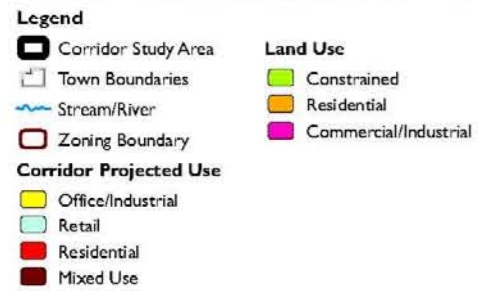 Legend
Corridor Study Area
Town Boundaries
Stream/River
Zoning Boundary
Corridor Projected Use
Office/Industrial
Retail
Residential
Mixed Use
Land Use
Constrained
Residential
Commercial/Industrial